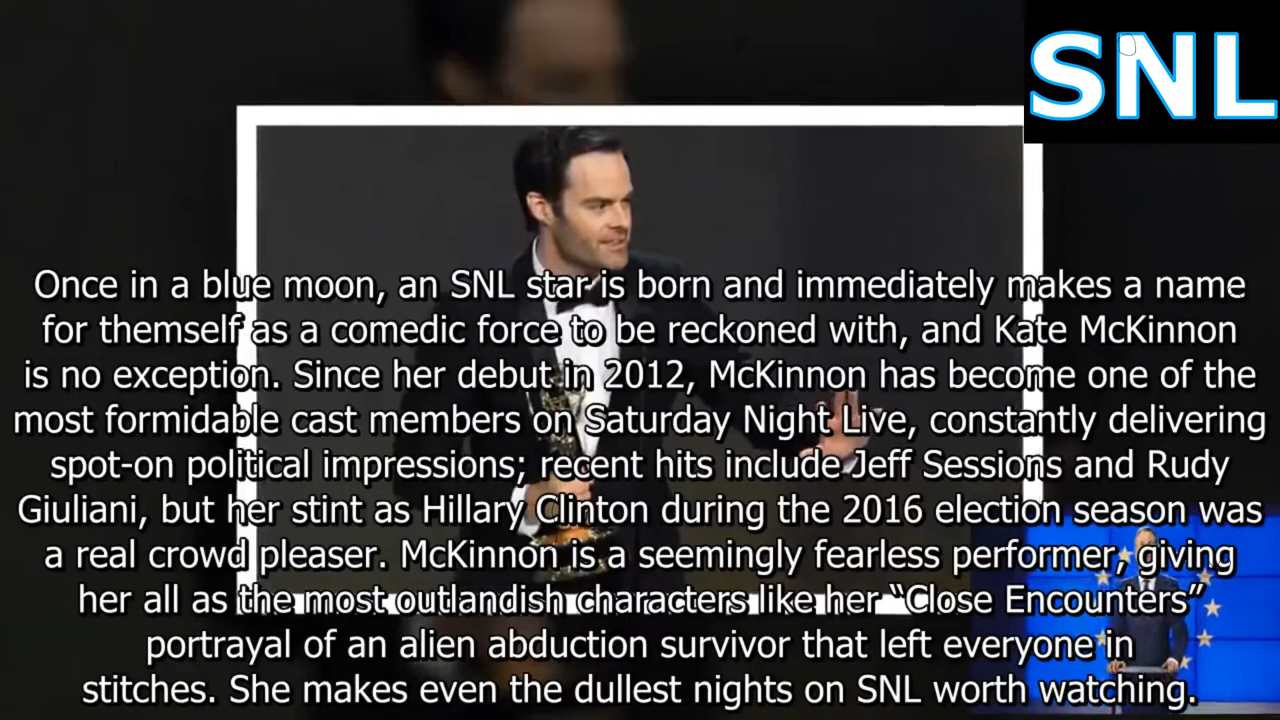 SNL
Once in a blue moon, an SNL star is born and immediately makes a name
for themself as a comedic force to be reckoned with, and Kate McKinnon
is no exception. Since her debut in 2012, McKinnon has become one of the
most formidable cast members on Saturday Night Live, constantly delivering
spot-on political impressions; recent hits include Jeff Sessions and Rudy
Giuliani, but her stint as Hillary Clinton during the 2016 election season was
a real crowd pleaser. McKinnon is a seemingly fearless performer, giving
her all as the most outlandish characters like her “Close Encounters”
portrayal of an alien abduction survivor that left everyone in
stitches. She makes even the dullest nights on SNL worth watching.